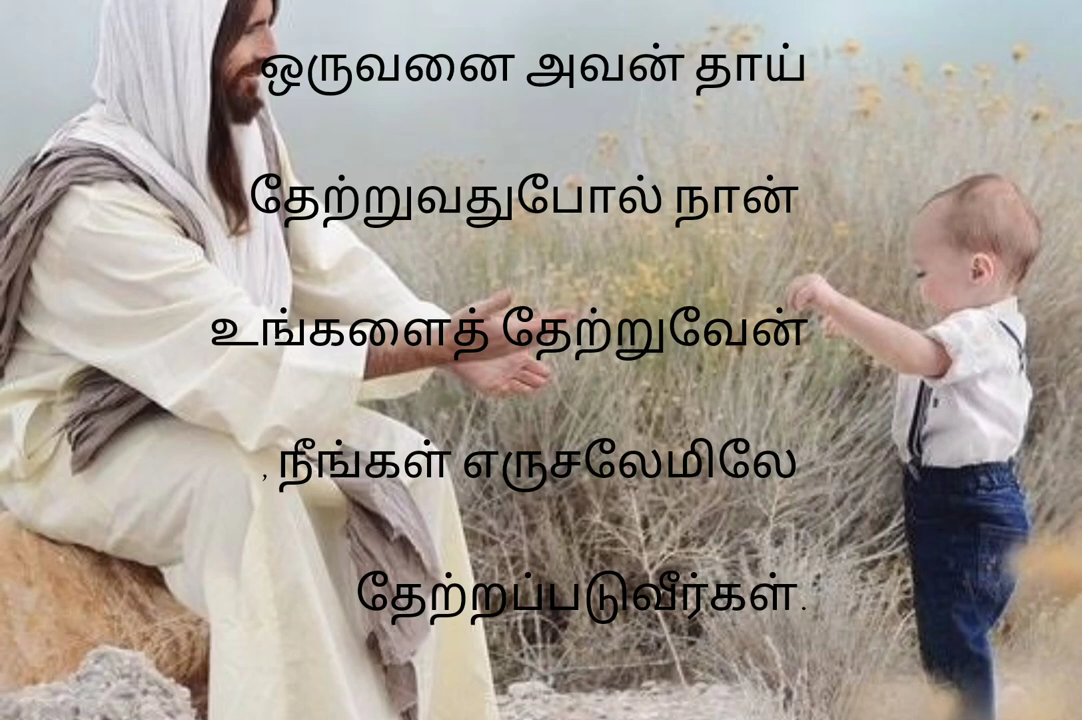 ஒருவனை அவன் தாய்
தேற்றுவதுபோல் நான்
உங்களைத் தேற்றுவேன்
, நீங்கள் எருசலேமிலே
தேற்றப்படுவீர்கள்.